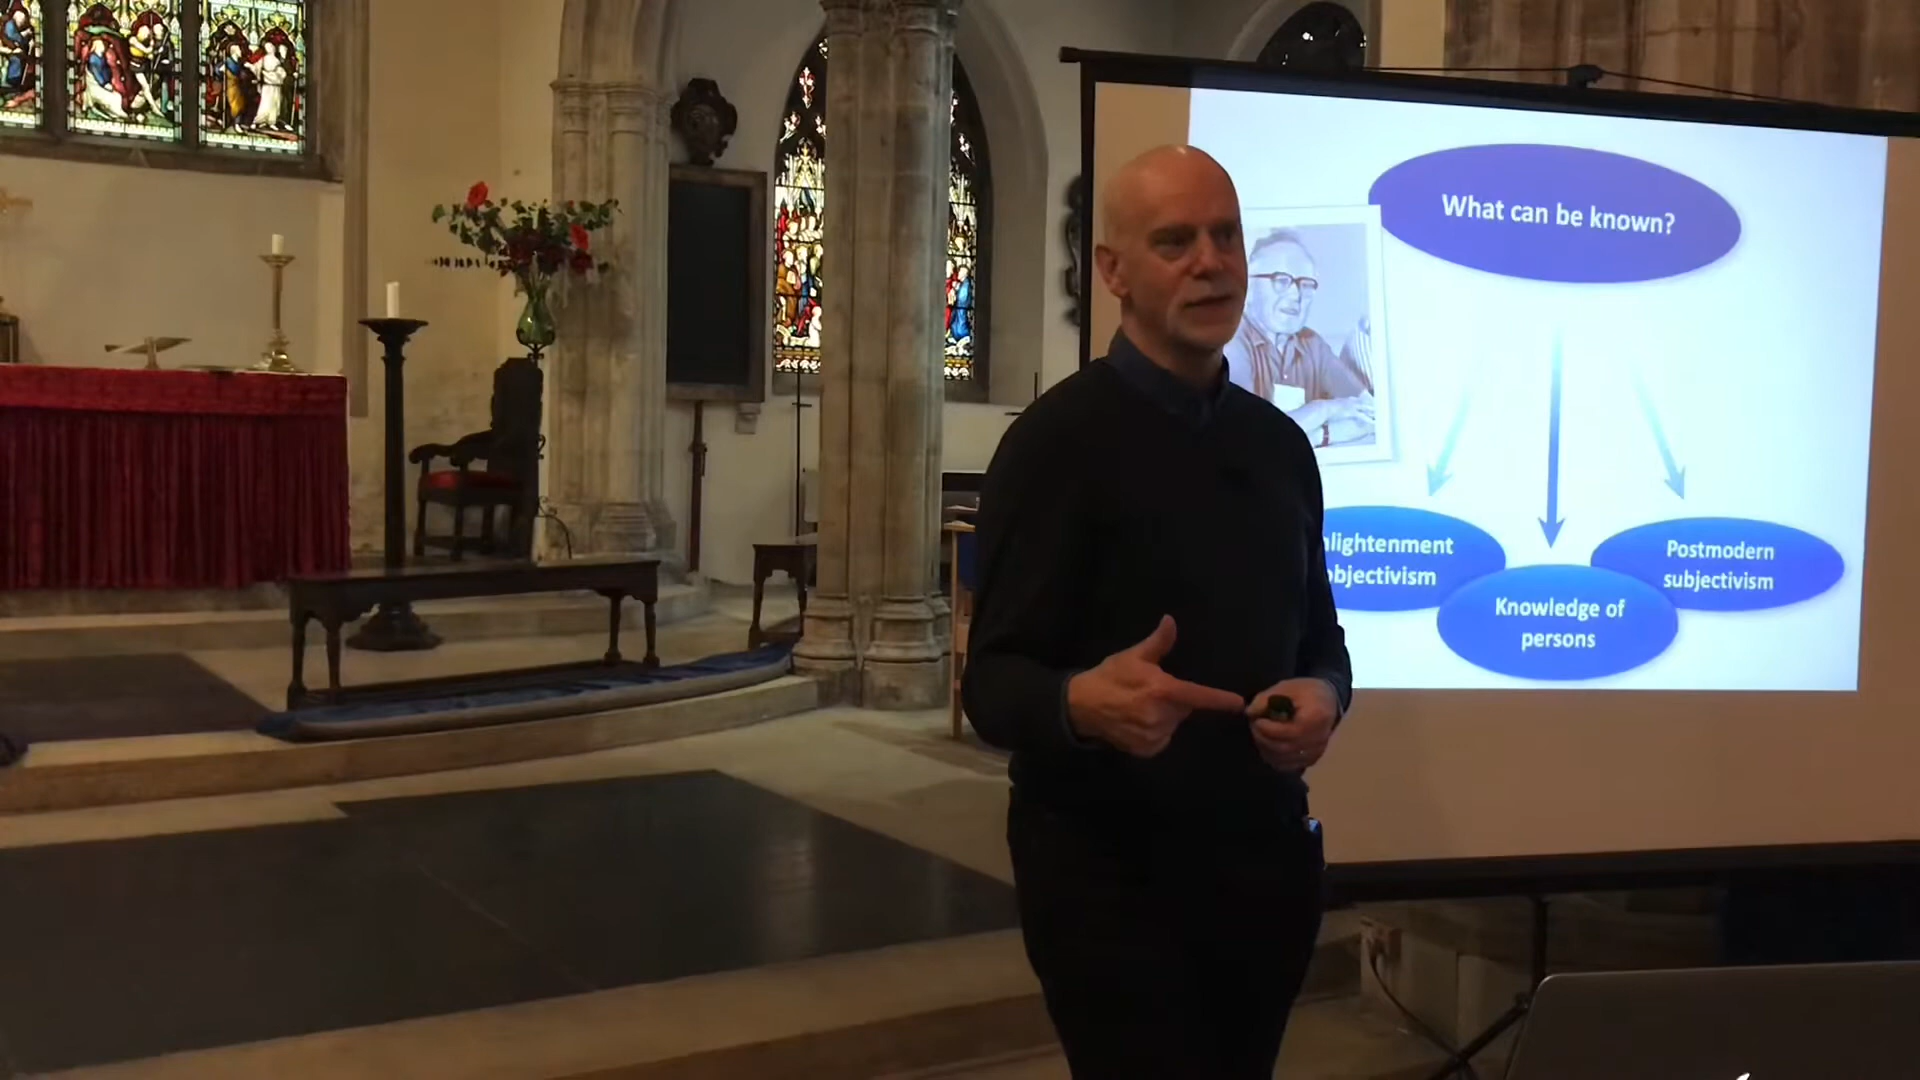 What can be known?
nlightenment
objectivism
Postmodern
subjectivism
Knowledge of
persons